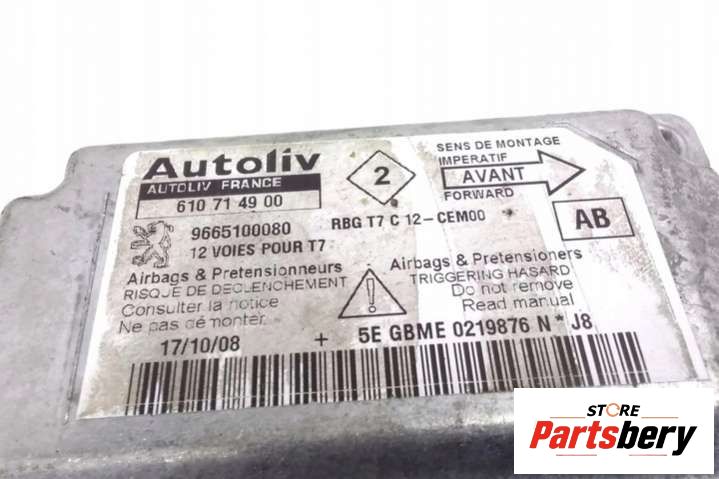 Autoliv
AUTOLIV FRANCE
610 71 49 00
2
SENS DE MONTAGE
IMPERATIF
AVANT
FORWARD
9665100080
RBG T7 C 12-CEM00
AB
12 VOIES POUR T7
Airbags & Pretensionneurs
RISQUE DE DECLENCHEMENT
Consulter la notice
Ne pas démonter
Airbags & Pretensioners
TRIGGERING HASARD
Do not remove
Read manual
17/10/08 + 5E GBME 0219876 N * J8
STORE
Partsbery